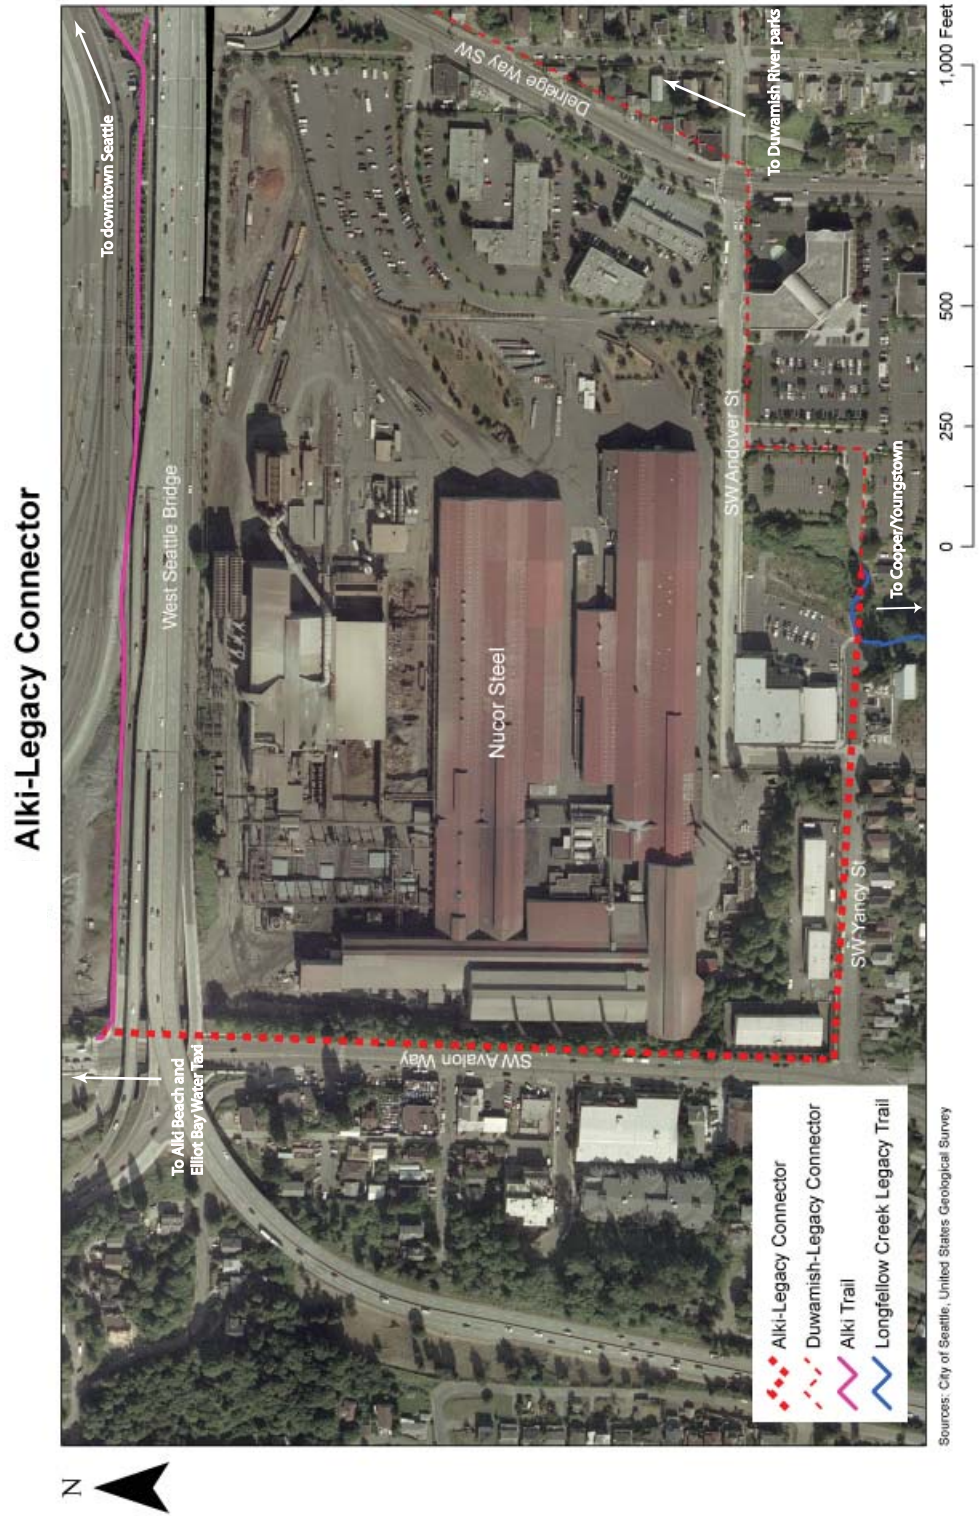 Alki-Legacy Connector
N
To downtown Seattle
West Seattle Bridge
To Alki Beach and
Elliot Bay Water Taxi
Delridge Way SW
To Duwamish River parks
SW Avalon Way
Nucor Steel
SW Andover St
SW Yancy St
To Cooper/Youngstown
Alki-Legacy Connector
Duwamish-Legacy Connector
Alki Trail
Longfellow Creek Legacy Trail
0 250 500 1,000 Feet
Sources: City of Seattle, United States Geological Survey